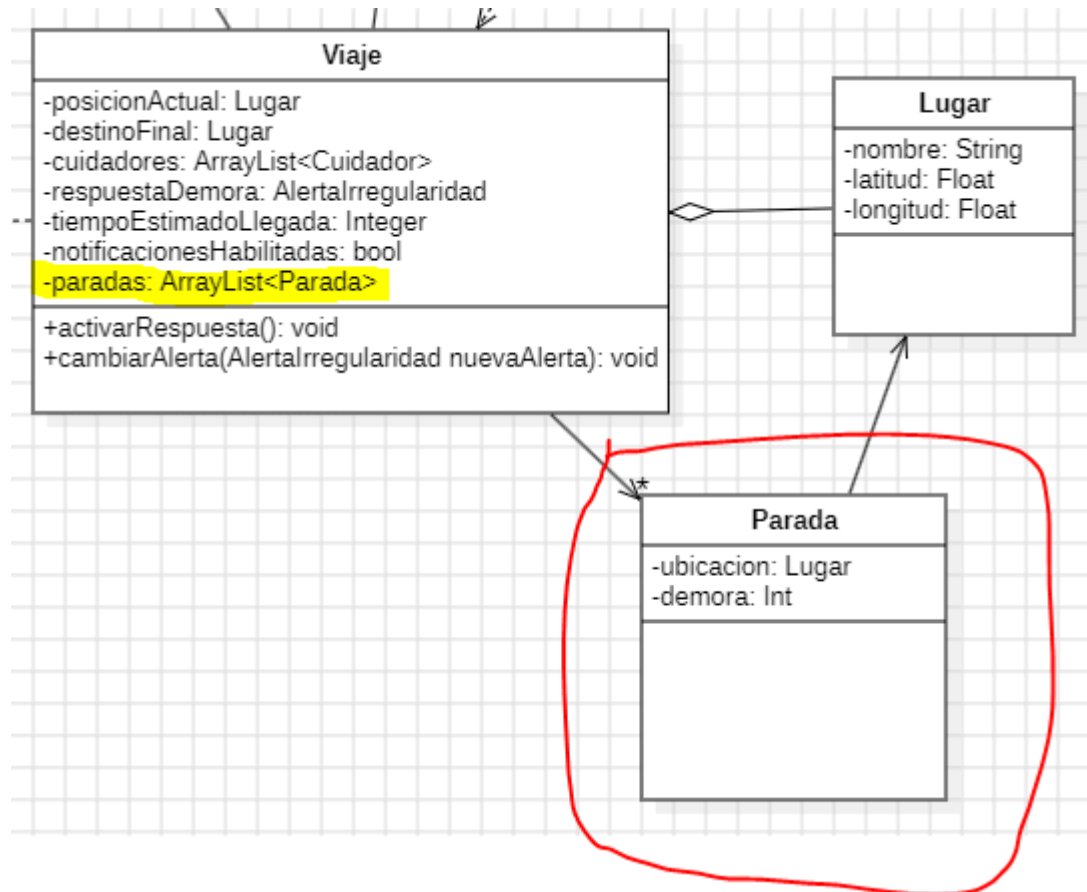 Viaje
-posicionActual: Lugar
-destinoFinal: Lugar
-cuidadores: ArrayList<Cuidador>
-respuestaDemora: AlertaIrregularidad
-tiempoEstimadoLlegada: Integer
-notificacionesHabilitadas: bool
-paradas: ArrayList<Parada>
+activarRespuesta(): void
+cambiarAlerta(AlertaIrregularidad nuevaAlerta): void
Lugar
-nombre: String
-latitud: Float
-longitud: Float
*
Parada
-ubicacion: Lugar
-demora: Int